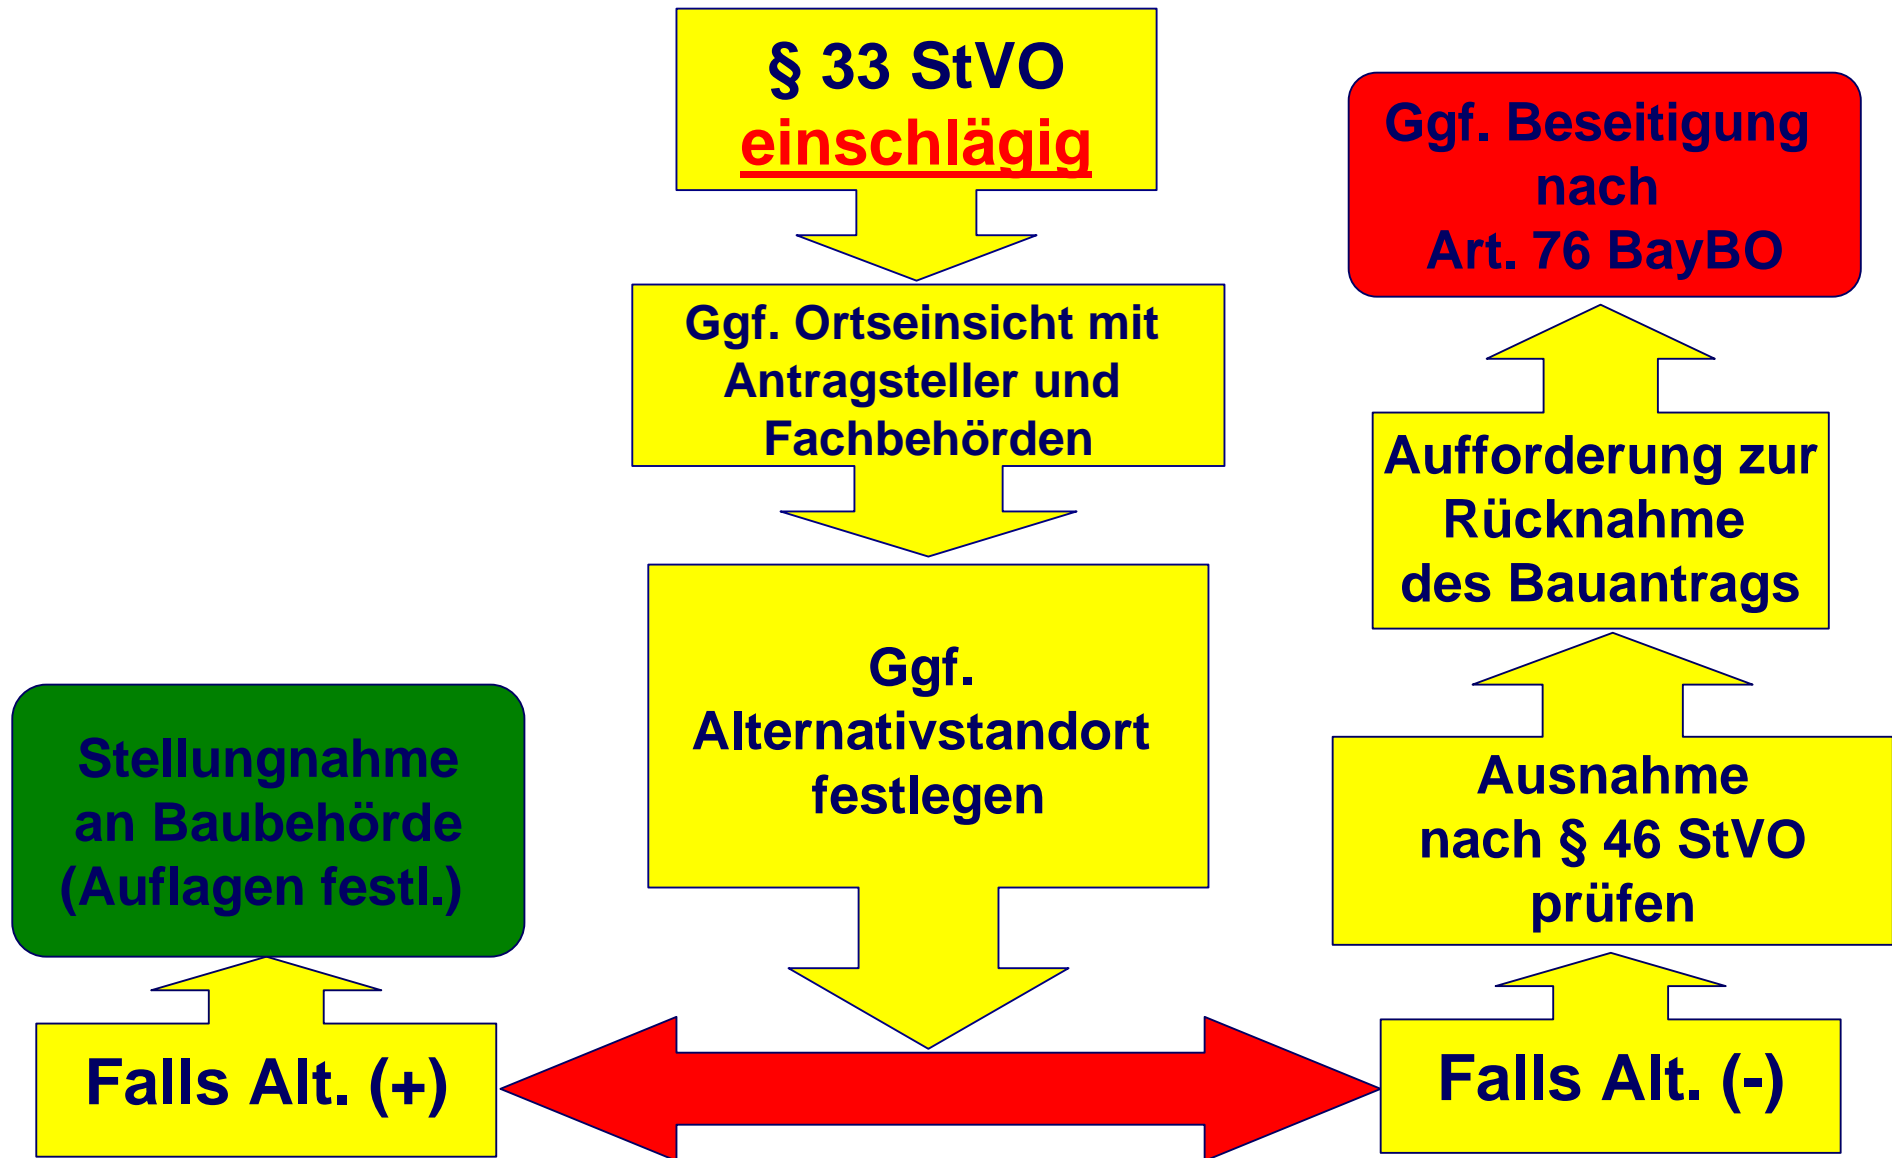 § 33 StVO
einschlägig
Ggf. Ortseinsicht mit
Antragsteller und
Fachbehörden
Ggf.
Alternativstandort
festlegen
Falls Alt. (+)
Stellungnahme
an Baubehörde
(Auflagen festl.)
Falls Alt. (-)
Ausnahme
nach § 46 StVO
prüfen
Aufforderung zur
Rücknahme
des Bauantrags
Ggf. Beseitigung
nach
Art. 76 BayBO